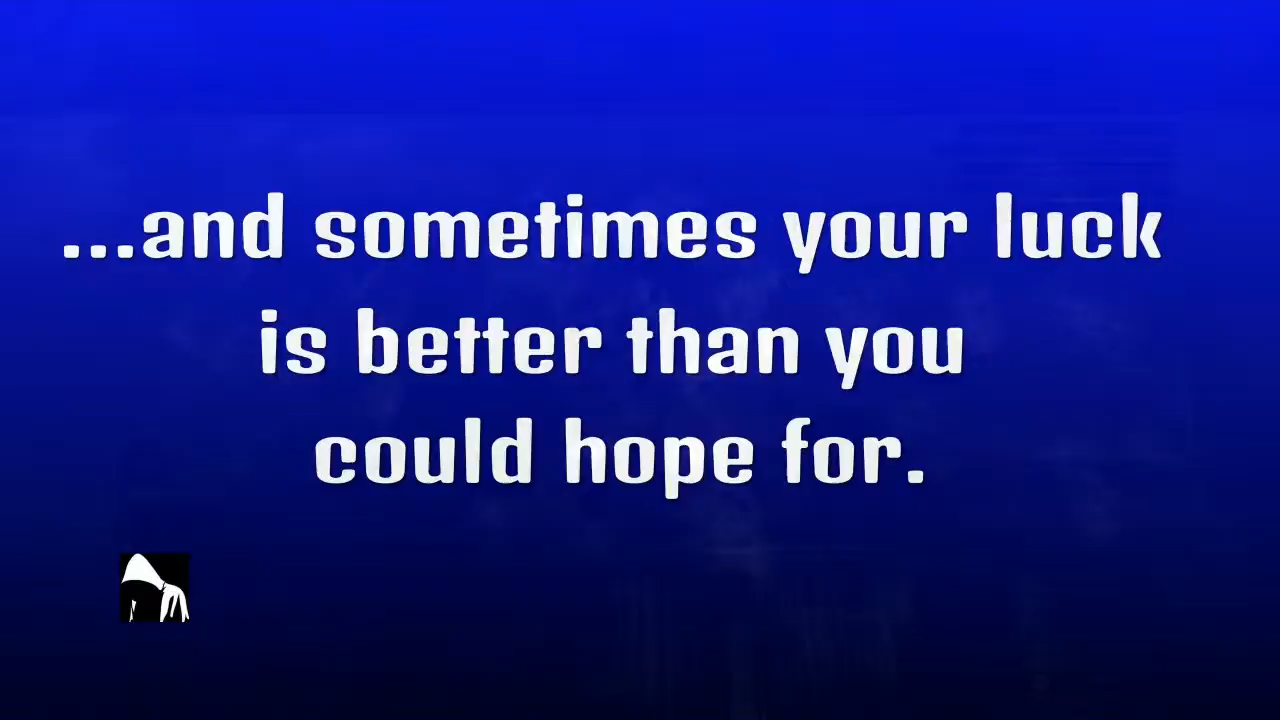 ...and sometimes your luck
is better than you
could hope for.